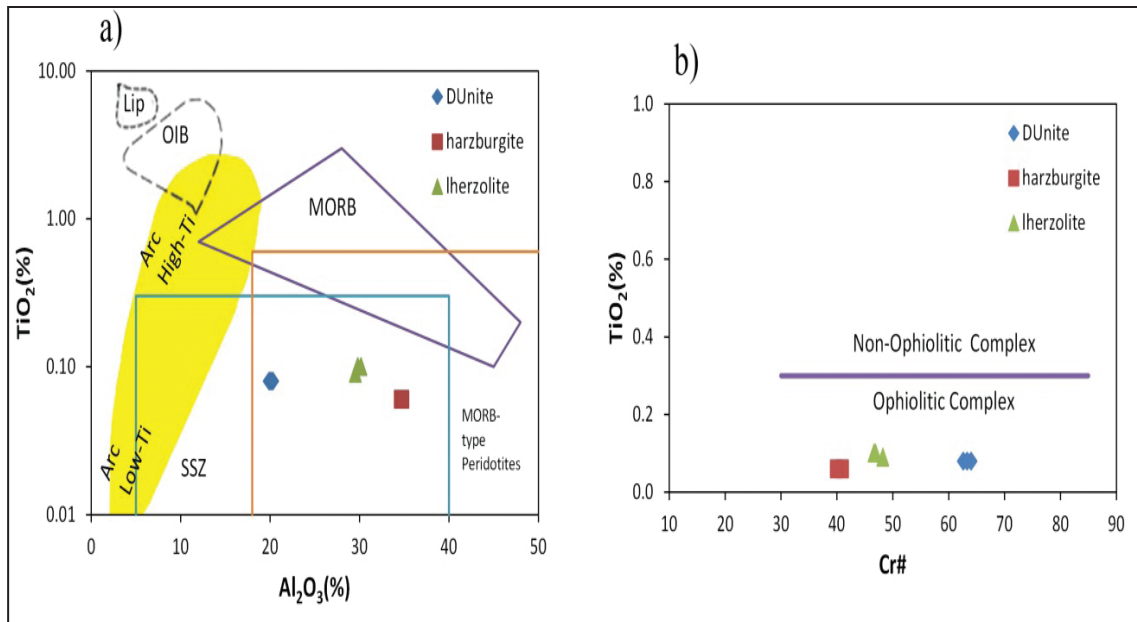 a)
TiO2(%)
10.00
1.00
0.10
0.01
Lip
OIB
Arc High-Ti
Arc Low-Ti
MORB
SSZ
MORB-
type
Peridotites
DUnite
harzburgite
lherzolite
0 10 20 30 40 50
Al2O3(%)
b)
TiO2(%)
1.0
0.8
0.6
0.4
0.2
0.0
DUnite
harzburgite
lherzolite
Non-Ophiolitic Complex
Ophiolitic Complex
10 20 30 40 50 60 70 80 90
Cr#